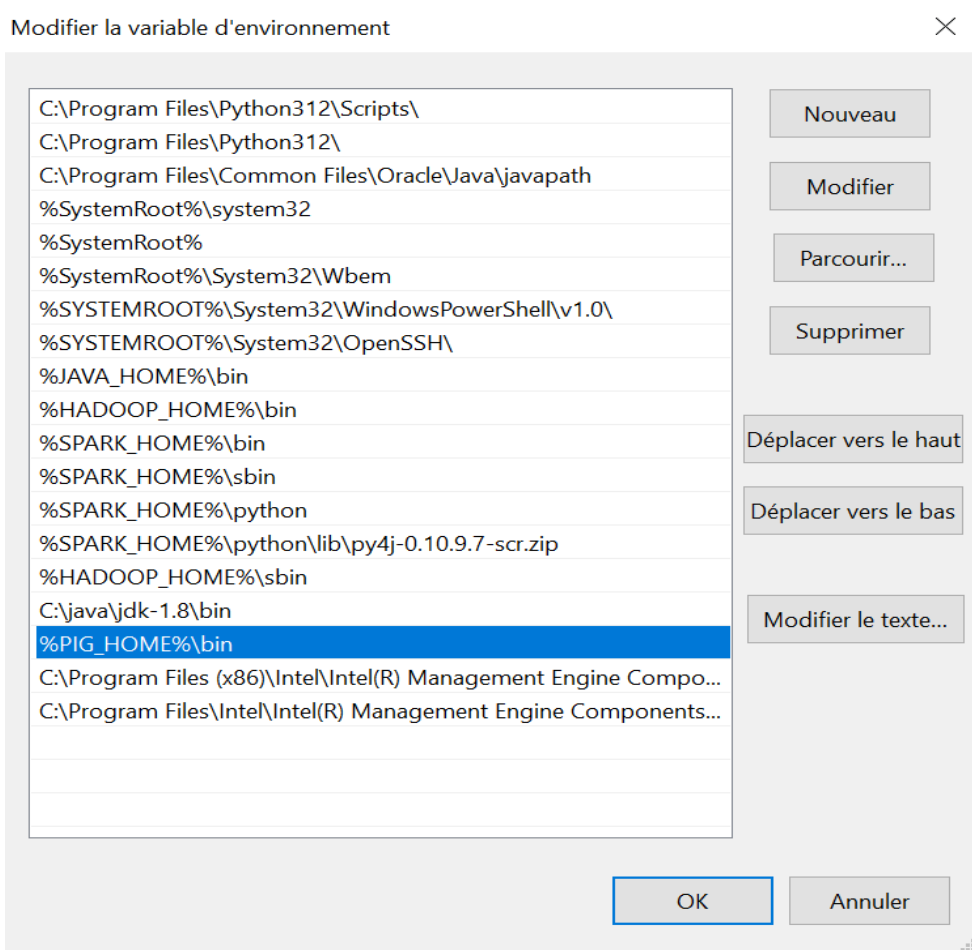 Modifier la variable d'environnement
C:\Program Files\Python312\Scripts\
C:\Program Files\Python312\
C:\Program Files\Common Files\Oracle\Java\javapath
%SystemRoot%\system32
%SystemRoot%
%SystemRoot%\System32\Wbem
%SYSTEMROOT%\System32\WindowsPowerShell\v1.0\
%SYSTEMROOT%\System32\OpenSSH\
%JAVA_HOME%\bin
%HADOOP_HOME%\bin
%SPARK_HOME%\bin
%SPARK_HOME%\sbin
%SPARK_HOME%\python
%SPARK_HOME%\python\lib\py4j-0.10.9.7-scr.zip
%HADOOP_HOME%\sbin
C:\java\jdk-1.8\bin
%PIG_HOME%\bin
C:\Program Files (x86)\Intel\Intel(R) Management Engine Compo...
C:\Program Files\Intel\Intel(R) Management Engine Components...
Nouveau
Modifier
Parcourir...
Supprimer
Déplacer vers le haut
Déplacer vers le bas
Modifier le texte...
OK
Annuler